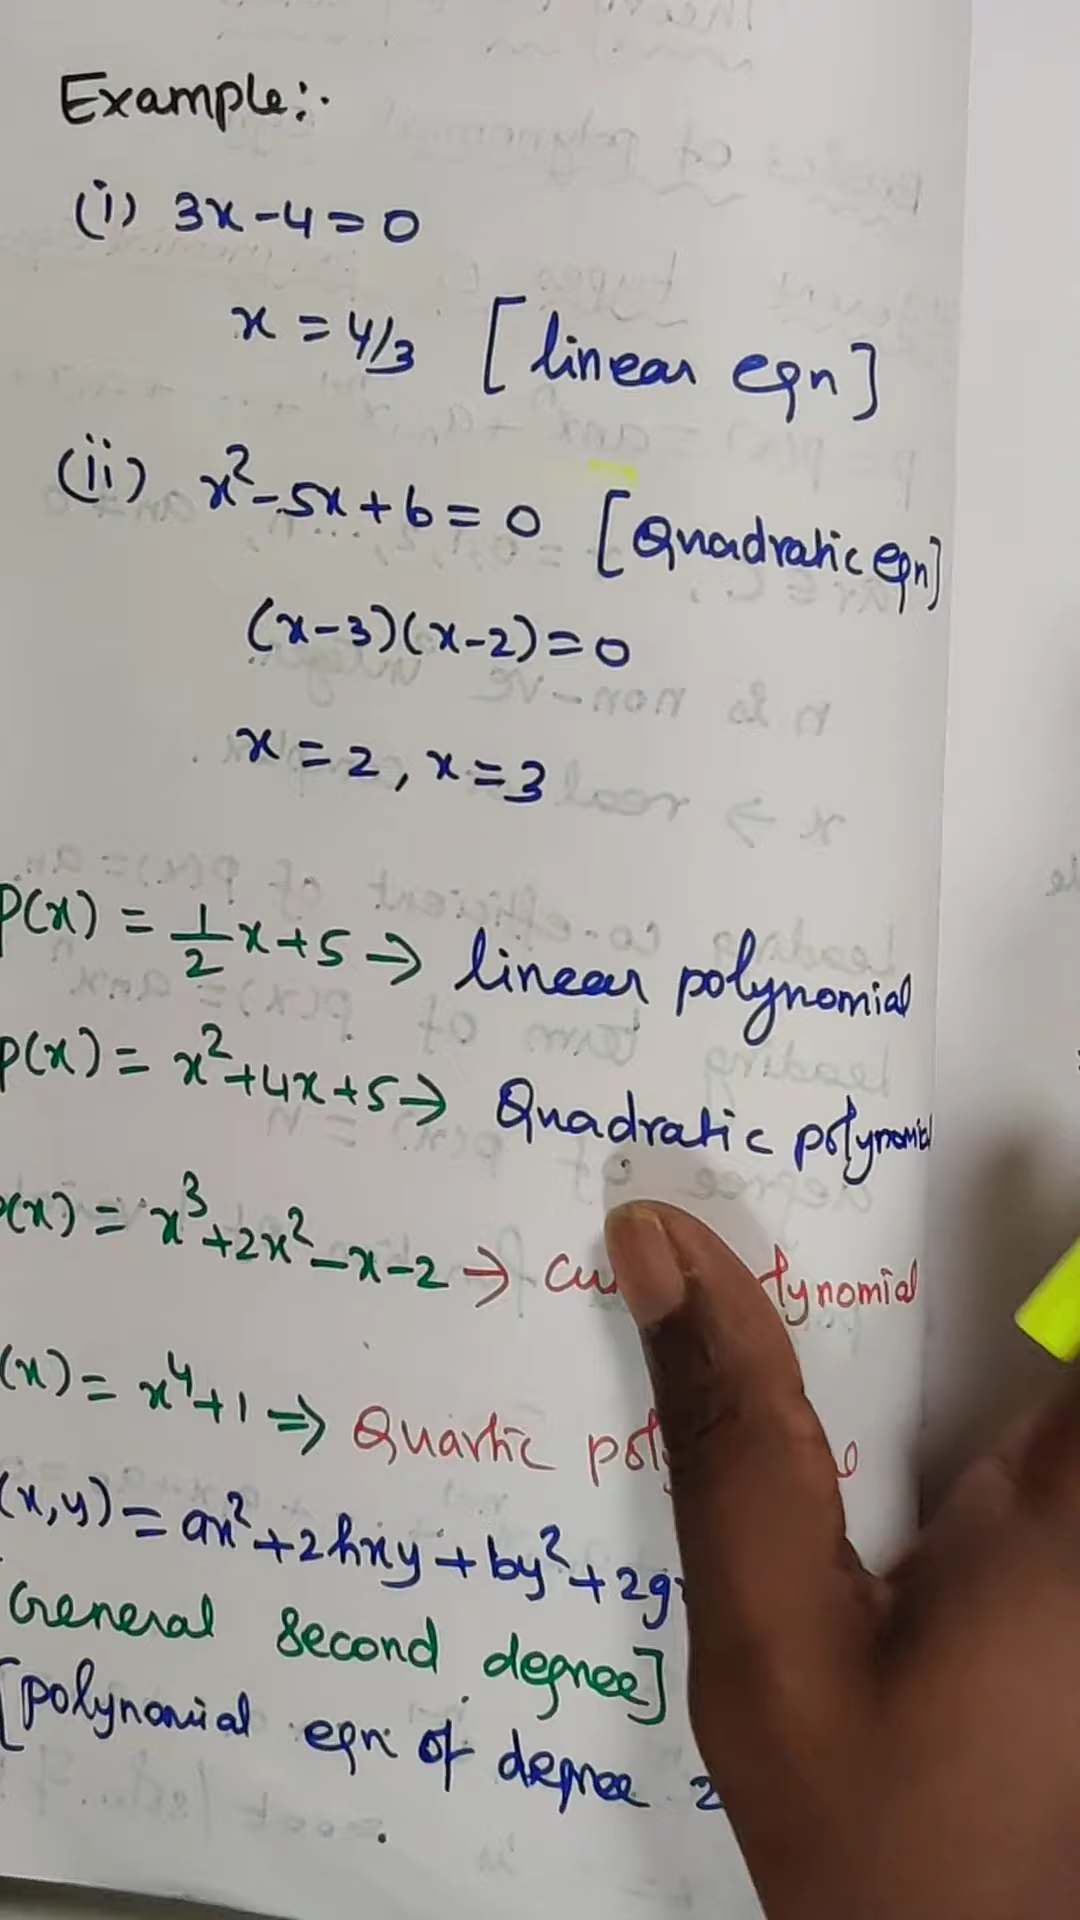 Example:-
(i) 3x-4=0
x = 4/3 [linear eqn]
(ii) x²-5x+6=0 [Quadratic eqn]
(x-3)(x-2)=0
x = 2, x=3
P(x) = 1/2 x+5 → linear polynomial
p(x) = x²+4x+5 → Quadratic polynomial
(x) = x³+2x²-x-2 → cu lynomial
(x) = x⁴+1 ⇒ Quartic pol
(x,y) = ax²+2hxy+by²+2g
General second degree]
[polynomial eqn of degree 2